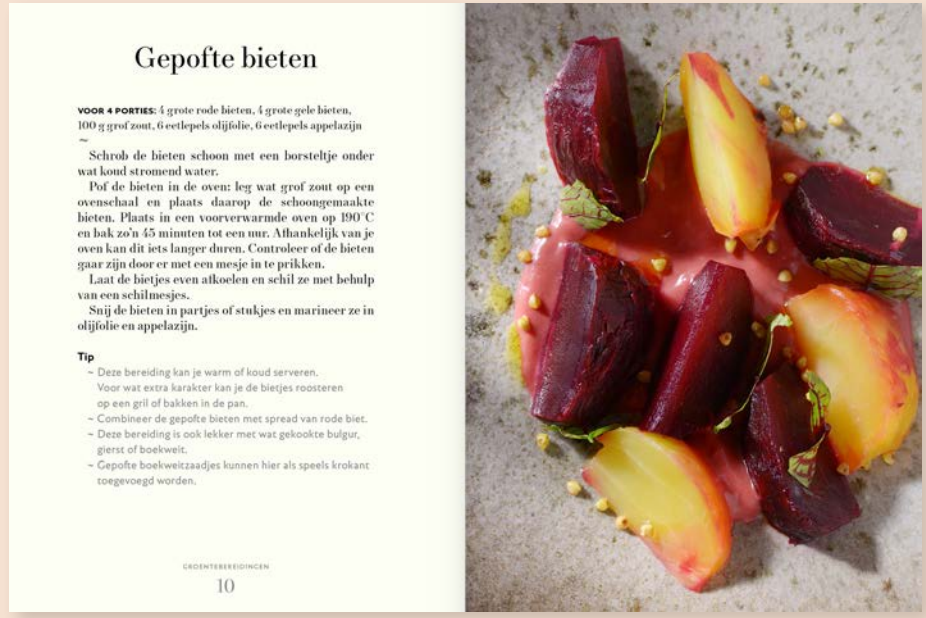 Gepofte bieten
VOOR 4 PORTIES: 4 grote rode bieten, 4 grote gele bieten,
100 g grof zout, 6 eetlepels olijfolie, 6 eetlepels appelazijn
~
Schrob de bieten schoon met een borsteltje onder
wat koud stromend water.
Pof de bieten in de oven: leg wat grof zout op een
ovenschaal en plaats daarop de schoongemaakte
bieten. Plaats in een voorverwarmde oven op 190°C
en bak zo'n 45 minuten tot een uur. Afhankelijk van je
oven kan dit iets langer duren. Controleer of de bieten
gaar zijn door er met een mesje in te prikken.
Laat de bietjes even afkoelen en schil ze met behulp
van een schilmesjes.
Snij de bieten in partjes of stukjes en marineer ze in
olijfolie en appelazijn.
Tip
~ Deze bereiding kan je warm of koud serveren.
Voor wat extra karakter kan je de bietjes roosteren
op een gril of bakken in de pan.
~ Combineer de gepofte bieten met spread van rode biet.
~ Deze bereiding is ook lekker met wat gekookte bulgur,
gierst of boekweit.
~ Gepofte boekweitzaadjes kunnen hier als speels krokant
toegevoegd worden.
GROENTEBEREIDINGEN
10